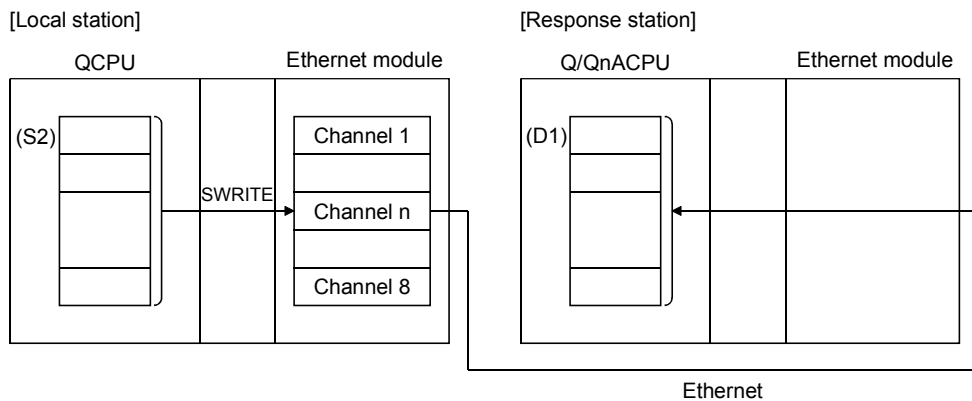 [Local station] [Response station]
QCPU Ethernet module Q/QnACPU Ethernet module
(S2) Channel 1 (D1)
SWRITE Channel n
Channel 8
Ethernet